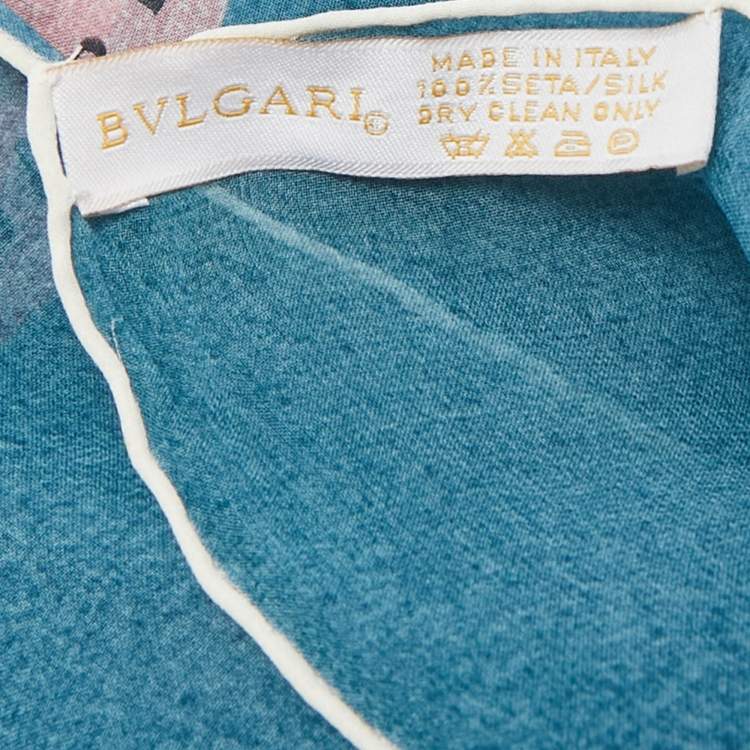 BVLGARI
MADE IN ITALY
100% SETA/SILK
DRY CLEAN ONLY
P